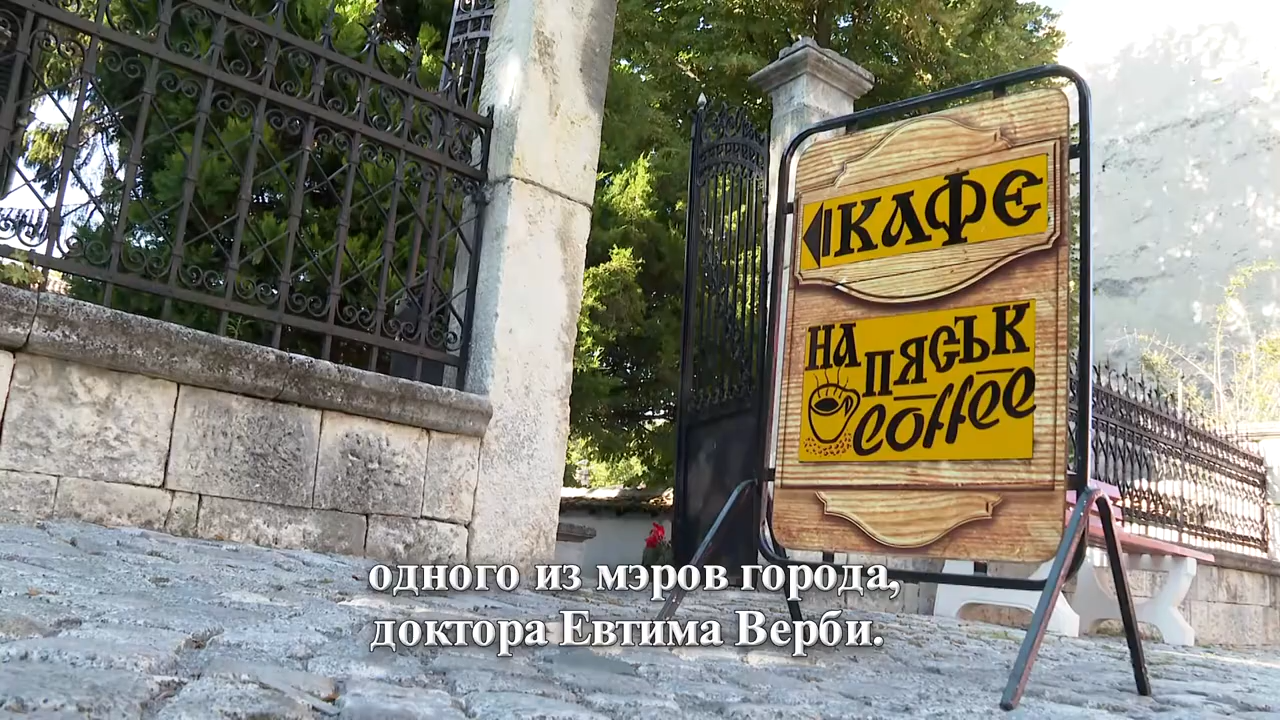 КАФЕ
НА ПЯСЪК
coffee
одного из мэров города,
доктора Евтима Верби.